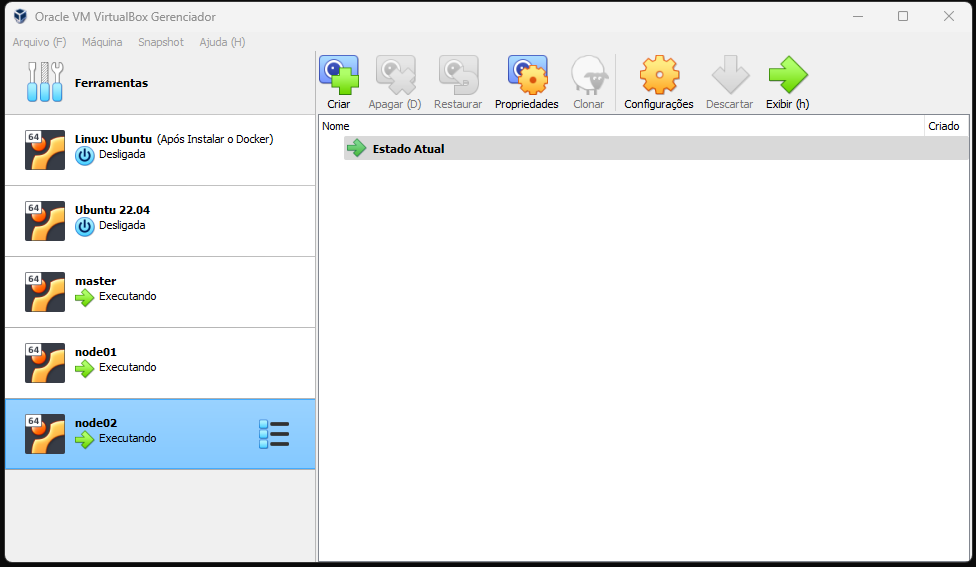 Oracle VM VirtualBox Gerenciador
Arquivo (F) Máquina Snapshot Ajuda (H)
Ferramentas
Criar Apagar (D) Restaurar Propriedades Clonar Configurações Descartar Exibir (h)
Nome Criado
Estado Atual
64 Linux: Ubuntu (Após Instalar o Docker)
Desligada
64 Ubuntu 22.04
Desligada
64 master
Executando
64 node01
Executando
64 node02
Executando